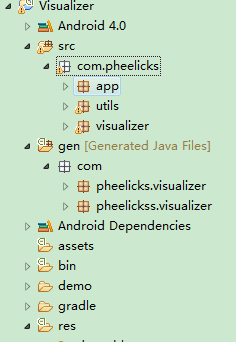 Visualizer
Android 4.0
src
com.pheelicks
app
utils
visualizer
gen [Generated Java Files]
com
pheelicks.visualizer
pheelickss.visualizer
Android Dependencies
assets
bin
demo
gradle
res